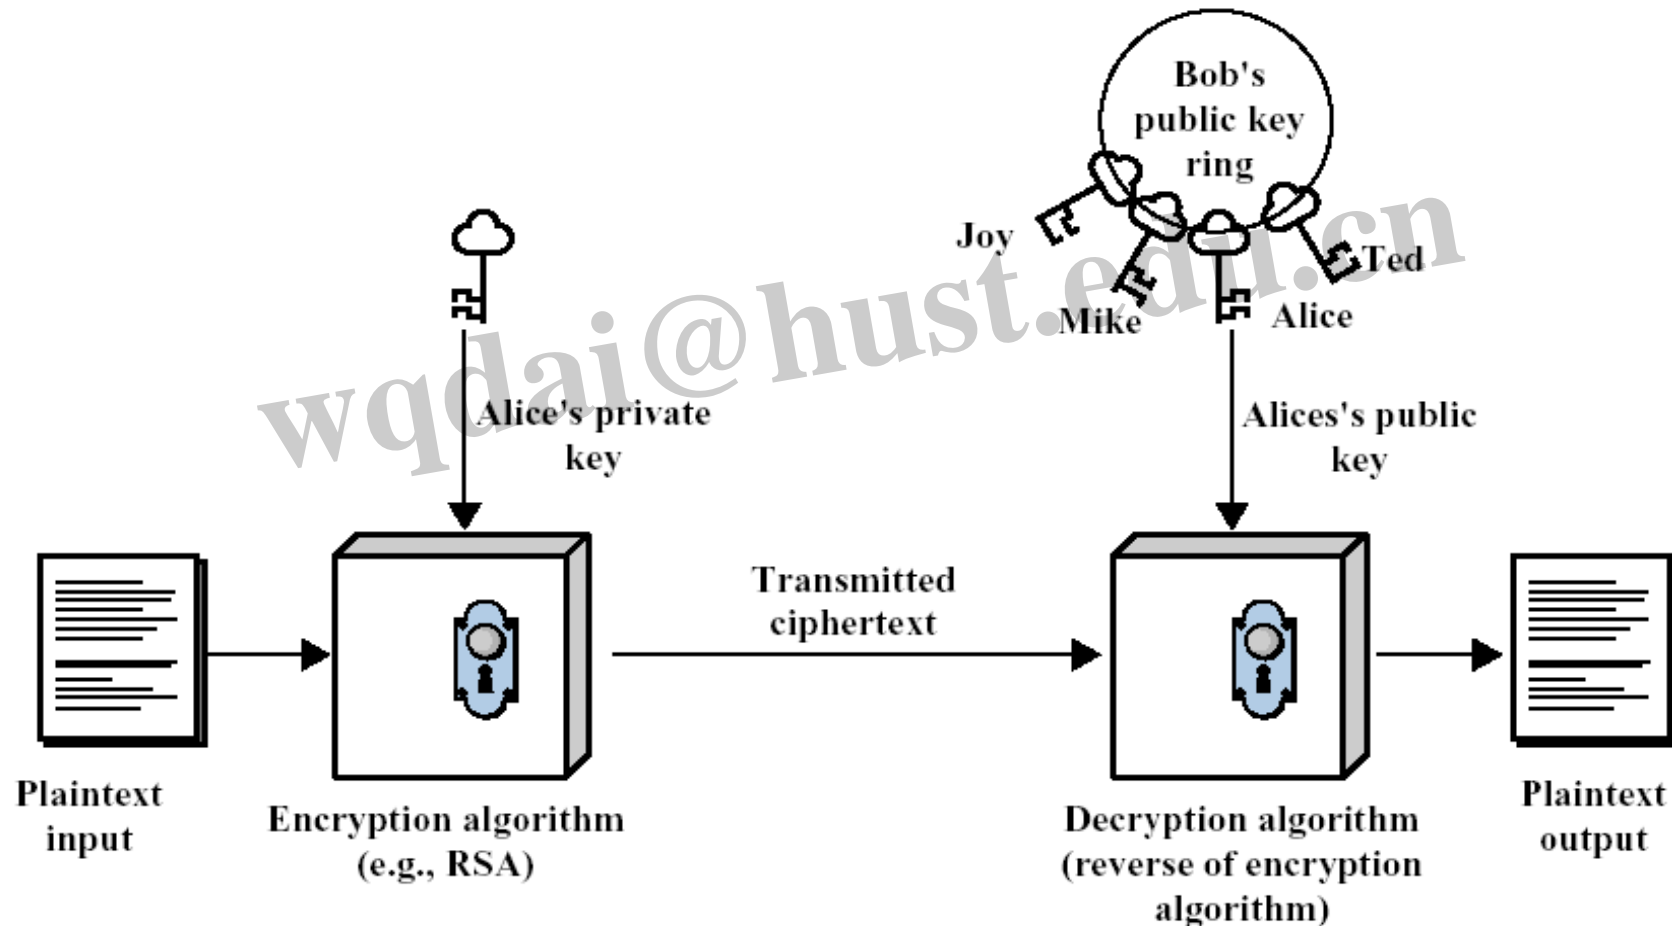 Bob's
public key
ring
Joy
Mike
Alice
Ted
wqdai@hust.edu.cn
Alice's private
key
Alices's public
key
Transmitted
ciphertext
Plaintext
input
Encryption algorithm
(e.g., RSA)
Decryption algorithm
(reverse of encryption
algorithm)
Plaintext
output